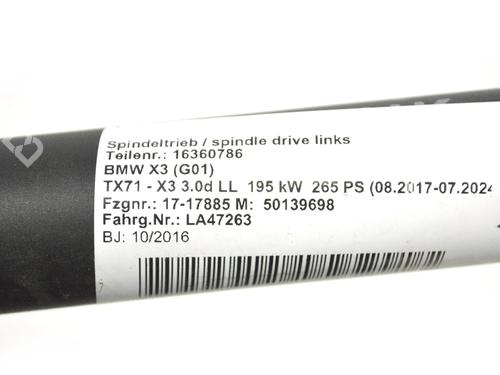 Spindeltrieb / spindle drive links
Teilenr.: 16360786
BMW X3 (G01)
TX71 - X3 3.0d LL 195 kW 265 PS (08.2017-07.2024
Fzgnr.: 17-17885 M: 50139698
Fahrg.Nr.: LA47263
BJ: 10/2016